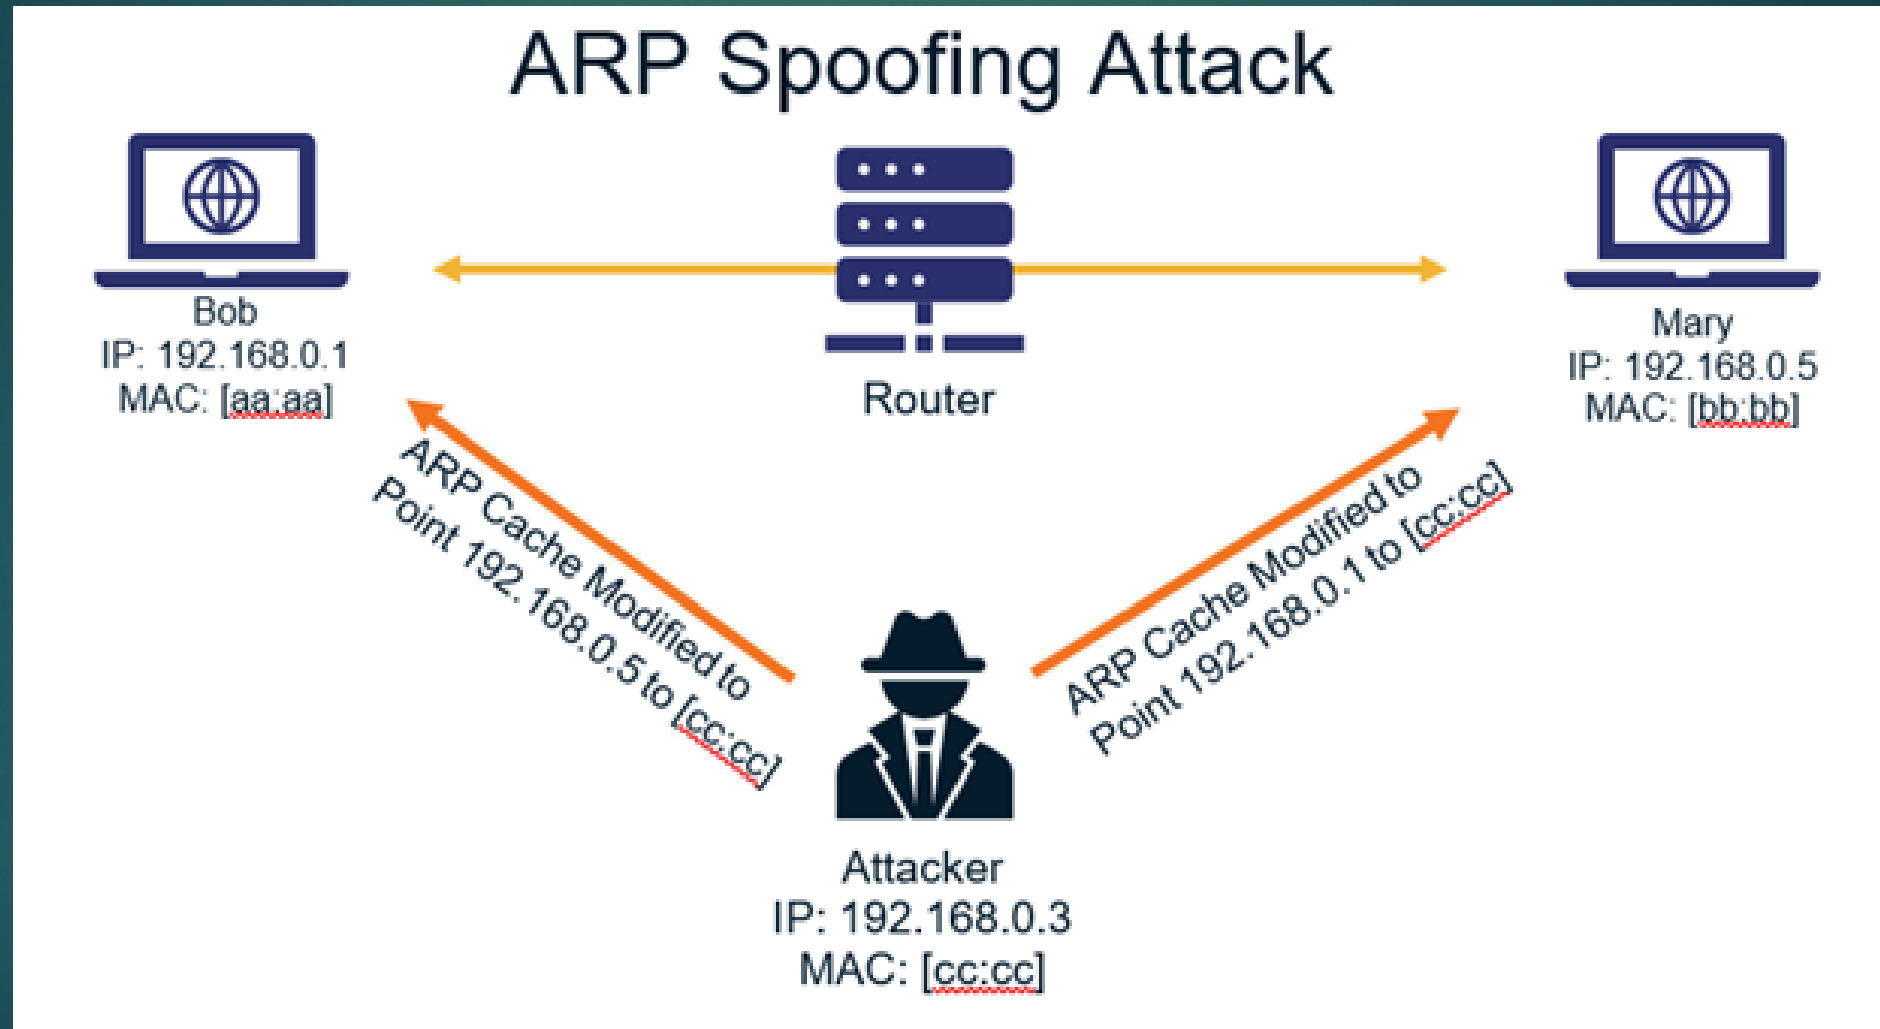 ARP Spoofing Attack
Bob
IP: 192.168.0.1
MAC: [aa:aa]
Router
Mary
IP: 192.168.0.5
MAC: [bb:bb]
ARP Cache Modified to
Point 192.168.0.5 to [cc:cc]
ARP Cache Modified to
Point 192.168.0.1 to [cc:cc]
Attacker
IP: 192.168.0.3
MAC: [cc:cc]